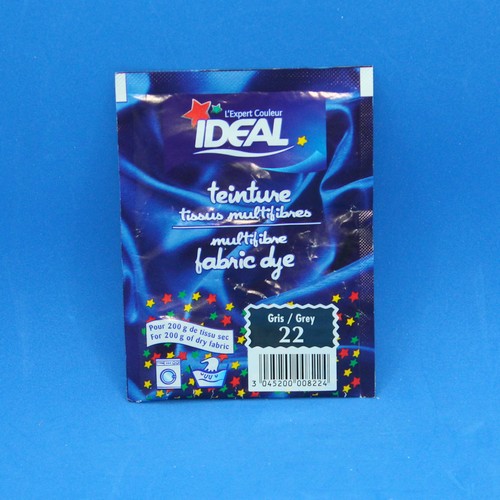 L'Expert Couleur
IDEAL
teinture
tissus multifibres
multifibre
fabric dye
Gris / Grey
22
Pour 200 g de tissu sec
For 200 g of dry fabric
3 045200 008224